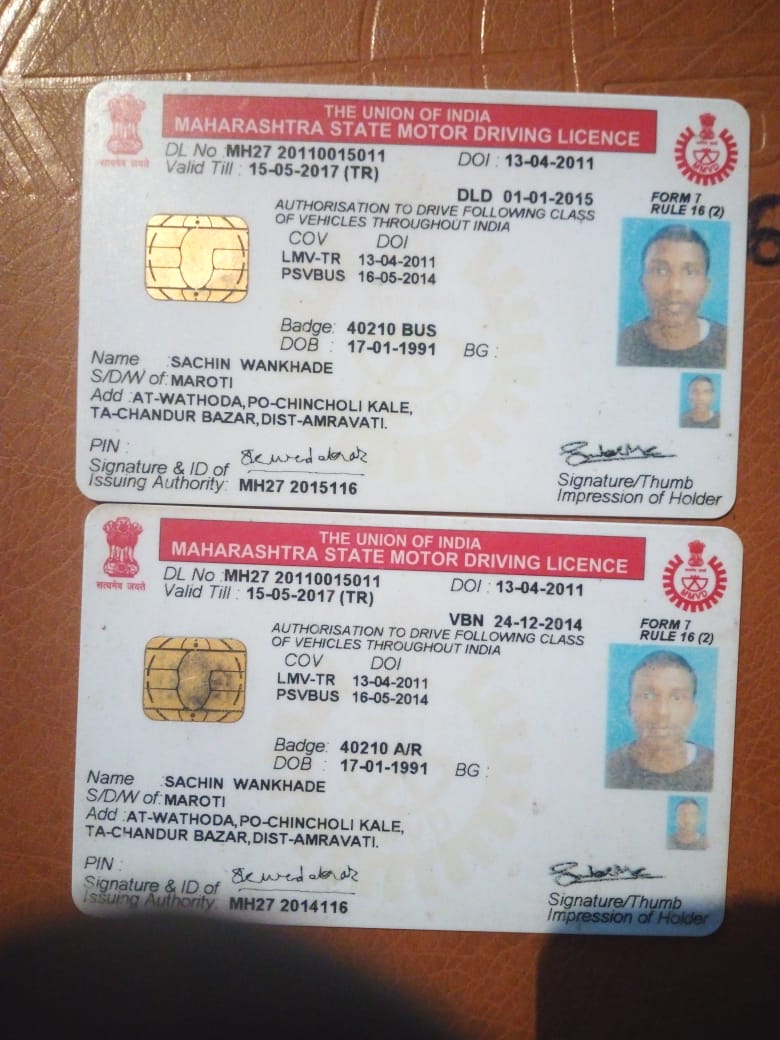 THE UNION OF INDIA
MAHARASHTRA STATE MOTOR DRIVING LICENCE
सत्यमेव जयते
MMVD
DL No : MH27 20110015011 DOI : 13-04-2011
Valid Till : 15-05-2017 (TR)
DLD 01-01-2015
FORM 7
RULE 16 (2)
AUTHORISATION TO DRIVE FOLLOWING CLASS
OF VEHICLES THROUGHOUT INDIA
COV DOI
LMV-TR 13-04-2011
PSVBUS 16-05-2014
Badge: 40210 BUS
DOB : 17-01-1991 BG :
Name :SACHIN WANKHADE
S/D/W of:MAROTI
Add :AT-WATHODA,PO-CHINCHOLI KALE,
TA-CHANDUR BAZAR,DIST-AMRAVATI.
PIN :
Signature & ID of
Issuing Authority: MH27 2015116
Signature/Thumb
Impression of Holder
THE UNION OF INDIA
MAHARASHTRA STATE MOTOR DRIVING LICENCE
सत्यमेव जयते
MMVD
DL No : MH27 20110015011 DOI : 13-04-2011
Valid Till : 15-05-2017 (TR)
VBN 24-12-2014
FORM 7
RULE 16 (2)
AUTHORISATION TO DRIVE FOLLOWING CLASS
OF VEHICLES THROUGHOUT INDIA
COV DOI
LMV-TR 13-04-2011
PSVBUS 16-05-2014
Badge: 40210 A/R
DOB : 17-01-1991 BG :
Name :SACHIN WANKHADE
S/D/W of:MAROTI
Add :AT-WATHODA,PO-CHINCHOLI KALE,
TA-CHANDUR BAZAR,DIST-AMRAVATI.
PIN :
Signature & ID of
Issuing Authority: MH27 2014116
Signature/Thumb
Impression of Holder